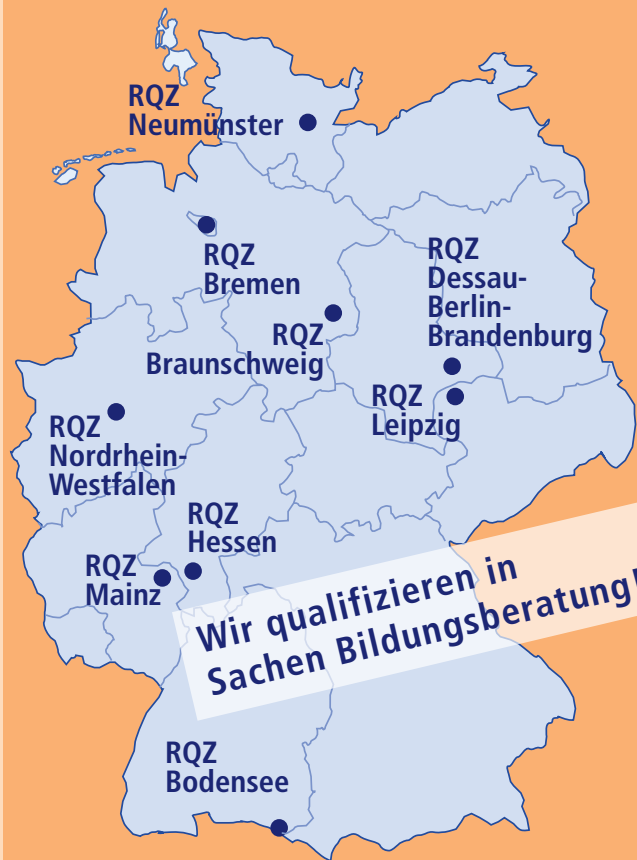 RQZ
Neumünster
RQZ
Bremen
RQZ
Dessau-
Berlin-
Brandenburg
RQZ
Braunschweig
RQZ
Leipzig
RQZ
Nordrhein-
Westfalen
RQZ
Hessen
RQZ
Mainz
Wir qualifizieren in
Sachen Bildungsberatung!
RQZ
Bodensee